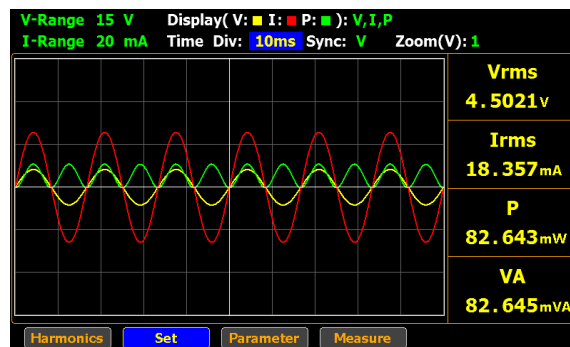 V-Range 15 V Display( V: I: P: ): V,I,P
I-Range 20 mA Time Div: 10ms Sync: V Zoom(V): 1
Vrms
4.5021V
Irms
18.357mA
P
82.643mW
VA
82.645mVA
Harmonics Set Parameter Measure